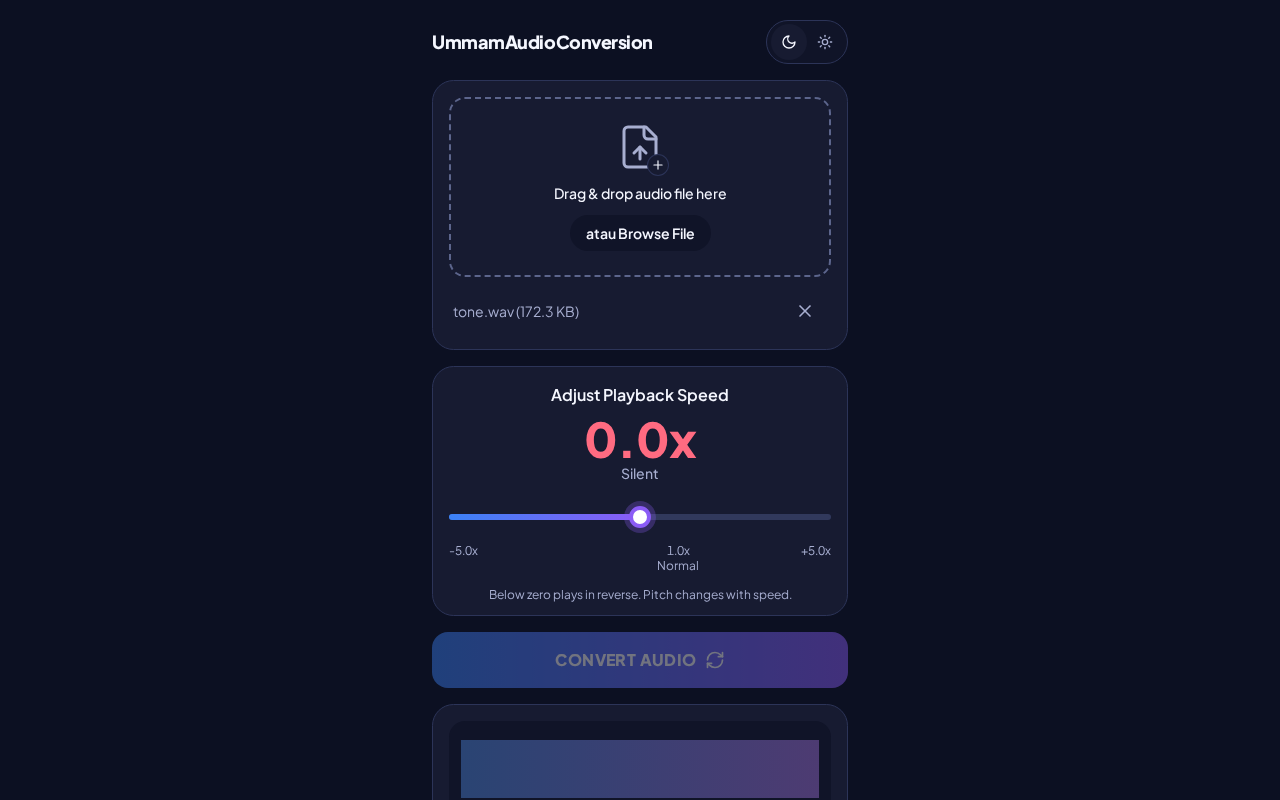 UmmamAudioConversion
Drag & drop audio file here
atau Browse File
tone.wav (172.3 KB)
Adjust Playback Speed
0.0x
Silent
-5.0x 1.0x +5.0x
Normal
Below zero plays in reverse. Pitch changes with speed.
CONVERT AUDIO